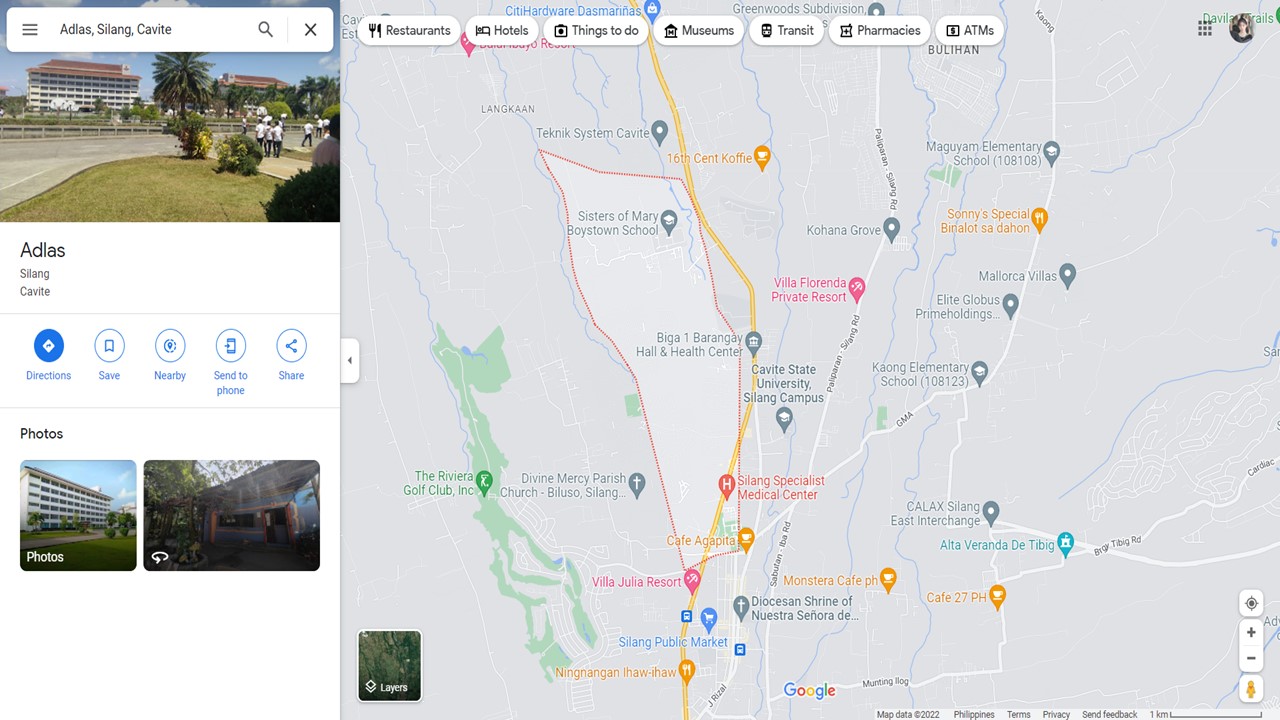 Adlas, Silang, Cavite
Adlas
Silang
Cavite
Directions
Save
Nearby
Send to
phone
Share
Photos
Photos
Restaurants
Hotels
Things to do
Museums
Transit
Pharmacies
ATMs
CitiHardware Dasmariñas
Greenwoods Subdivision,
BULIHAN
Kaong
LANGKAAN
Teknik System Cavite
16th Cent Koffie
Paliparan - Silang Rd
Maguyam Elementary
School (108108)
Sisters of Mary
Boystown School
Kohana Grove
Sonny's Special
Binalot sa dahon
Mallorca Villas
Villa Florenda
Private Resort
Elite Globus
Primeholdings...
Biga 1 Barangay
Hall & Health Center
Paliparan - Silang Rd
Cavite State
University,
Silang Campus
Kaong Elementary
School (108123)
GMA
The Riviera
Golf Club, Inc
Divine Mercy Parish
Church - Biluso, Silang...
Silang Specialist
Medical Center
Cardiac
CALAX Silang
East Interchange
Cafe Agapita
Alta Veranda De Tibig
Brgy Tibig Rd
Sabutan - Iba Rd
Villa Julia Resort
Monstera Cafe ph
Cafe 27 PH
Diocesan Shrine of
Nuestra Señora de...
Silang Public Market
Ningnangan Ihaw-ihaw
J Rizal
Munting Ilog
Layers
Google
Map data ©2022
Philippines
Terms
Privacy
Send feedback
1 km